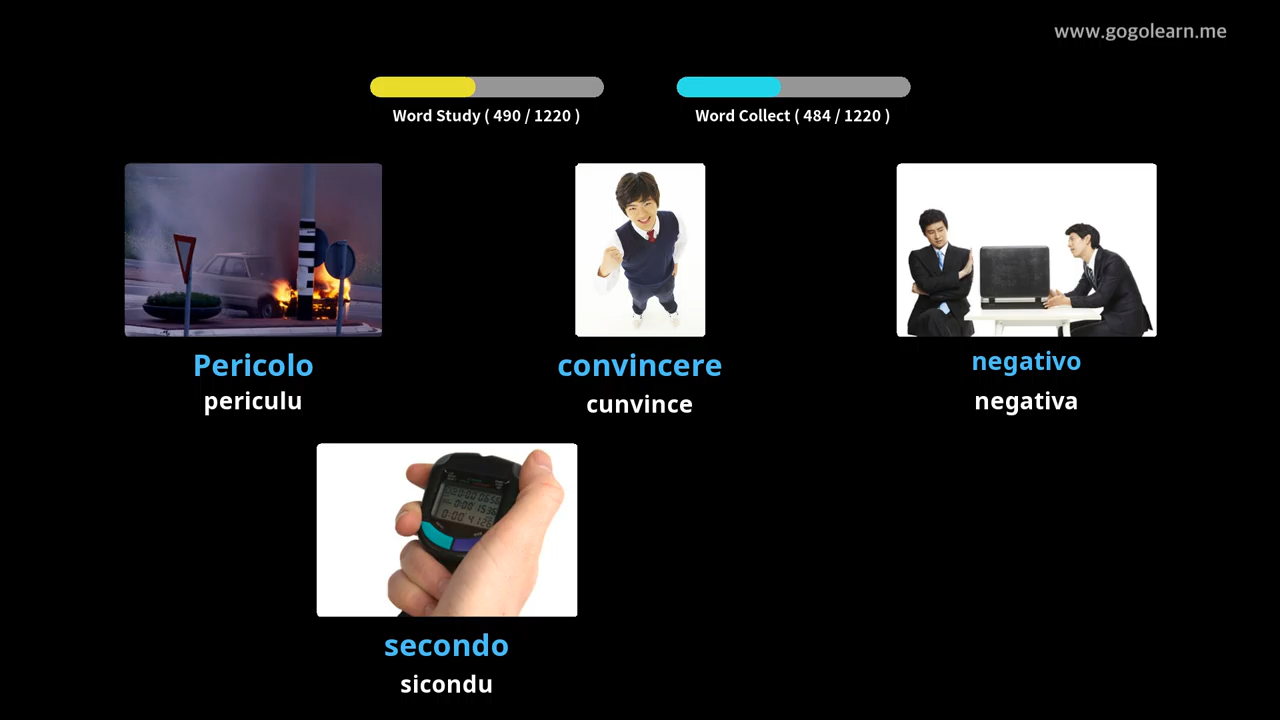 www.gogolearn.me
Word Study ( 490 / 1220 )
Word Collect ( 484 / 1220 )
Pericolo
periculu
convincere
cunvince
negativo
negativa
secondo
sicondu